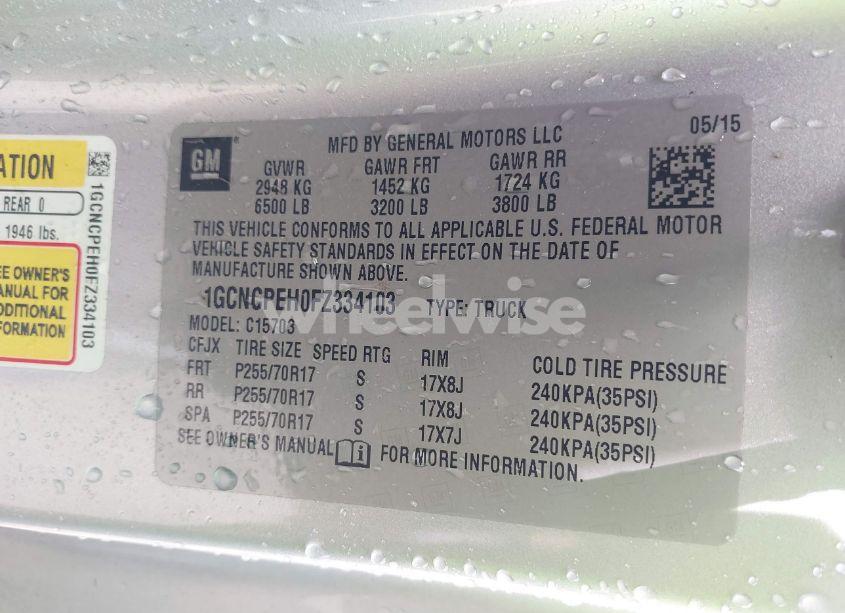 ATION
REAR 0
1946 lbs.
EE OWNER'S
ANUAL FOR
DDITIONAL
FORMATION
1GCNCPEH0FZ334103
GM
MFD BY GENERAL MOTORS LLC
05/15
GVWR GAWR FRT GAWR RR
2948 KG 1452 KG 1724 KG
6500 LB 3200 LB 3800 LB
THIS VEHICLE CONFORMS TO ALL APPLICABLE U.S. FEDERAL MOTOR
VEHICLE SAFETY STANDARDS IN EFFECT ON THE DATE OF
MANUFACTURE SHOWN ABOVE.
1GCNCPEH0FZ334103 TYPE: TRUCK
wheelwise
MODEL: C15703
CFJX TIRE SIZE SPEED RTG RIM COLD TIRE PRESSURE
FRT P255/70R17 S 17X8J 240KPA(35PSI)
RR P255/70R17 S 17X8J 240KPA(35PSI)
SPA P255/70R17 S 17X7J 240KPA(35PSI)
SEE OWNER'S MANUAL i FOR MORE INFORMATION.